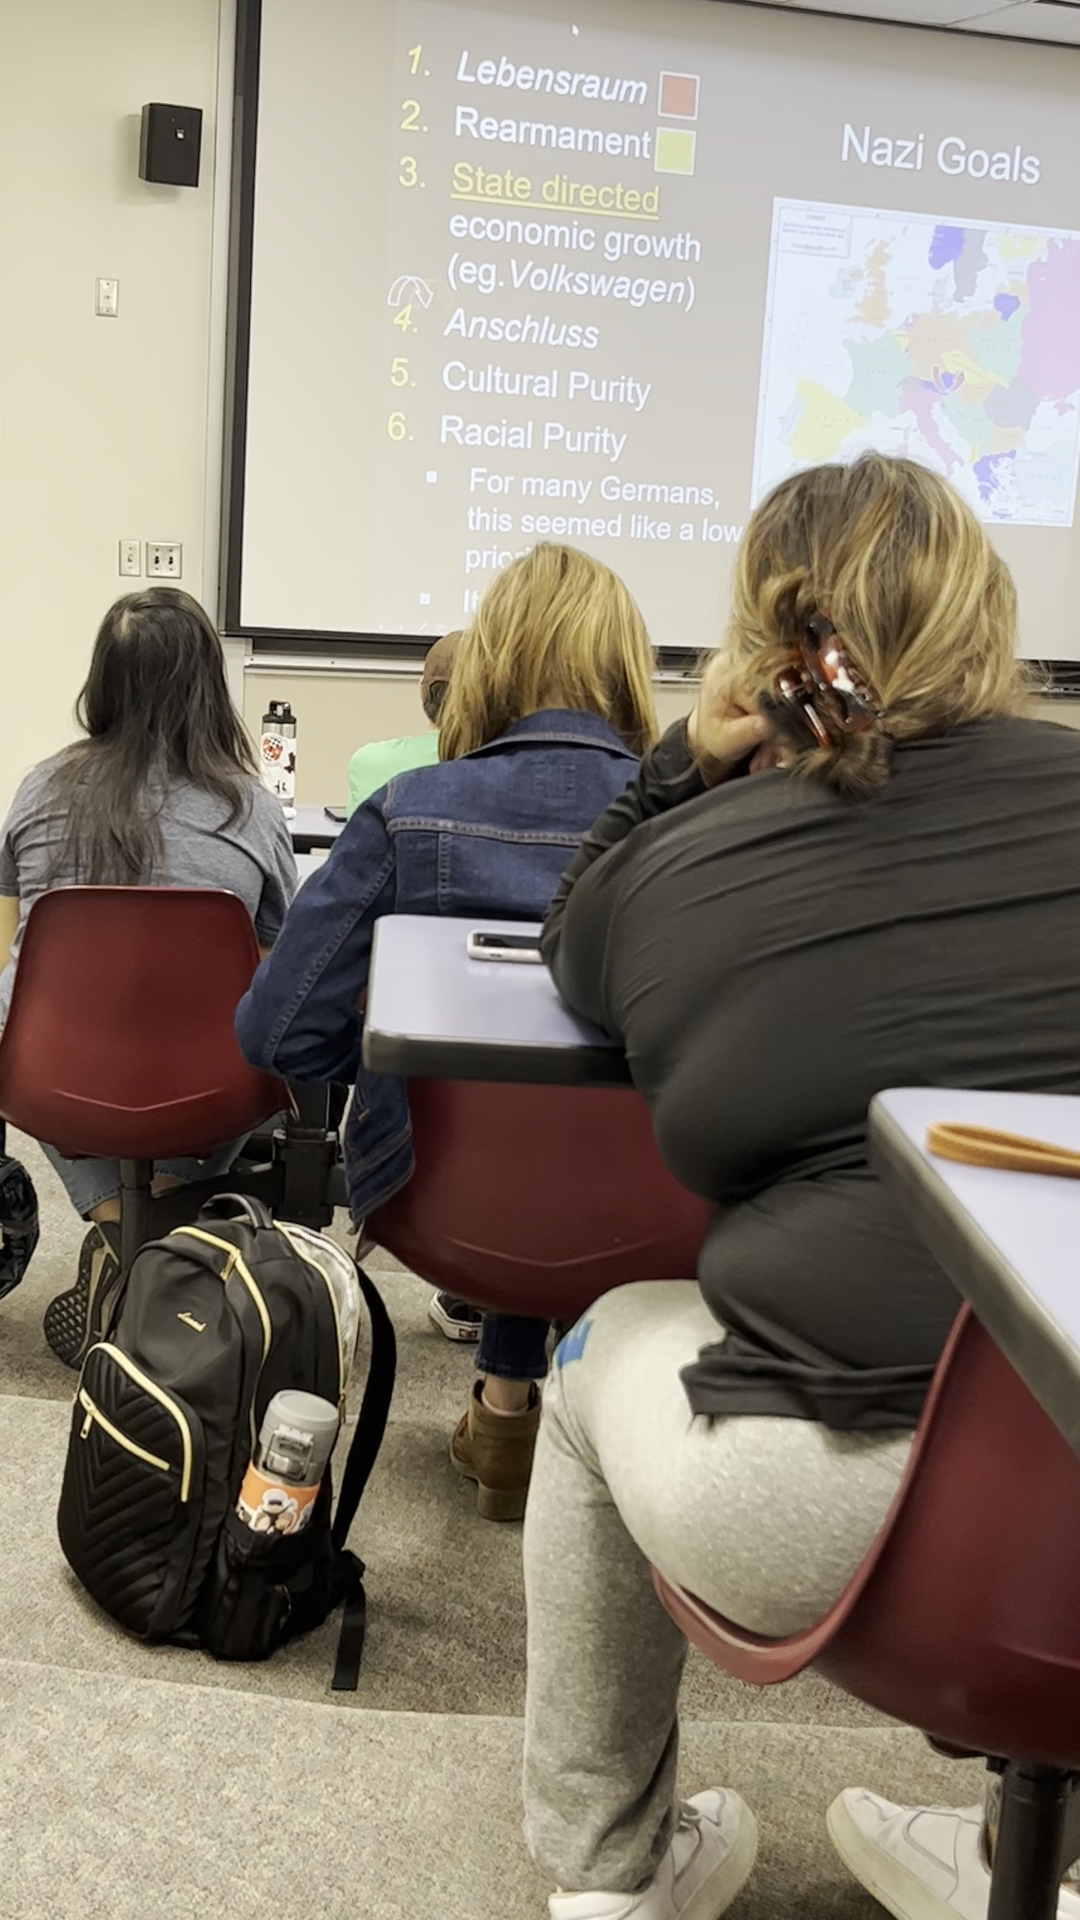 Nazi Goals
1. Lebensraum
2. Rearmament
3. State directed
economic growth
(eg. Volkswagen)
4. Anschluss
5. Cultural Purity
6. Racial Purity
▪ For many Germans,
this seemed like a low